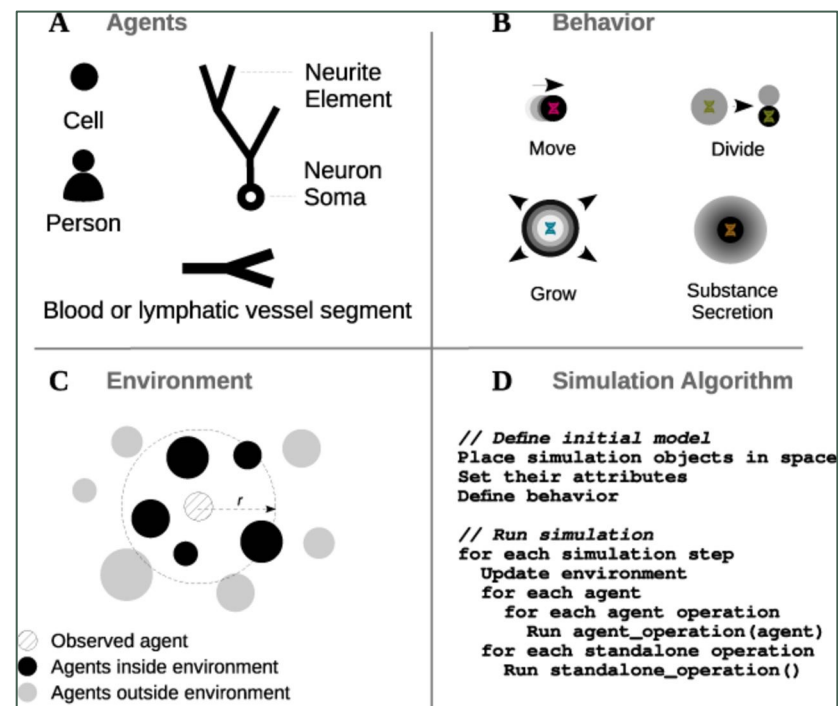 A Agents
Cell
Person
Neurite
Element
Neuron
Soma
Blood or lymphatic vessel segment
B Behavior
Move
Divide
Grow
Substance
Secretion
C Environment
r
Observed agent
Agents inside environment
Agents outside environment
D Simulation Algorithm
// Define initial model
Place simulation objects in space
Set their attributes
Define behavior
// Run simulation
for each simulation step
Update environment
for each agent
for each agent operation
Run agent_operation(agent)
for each standalone operation
Run standalone_operation()